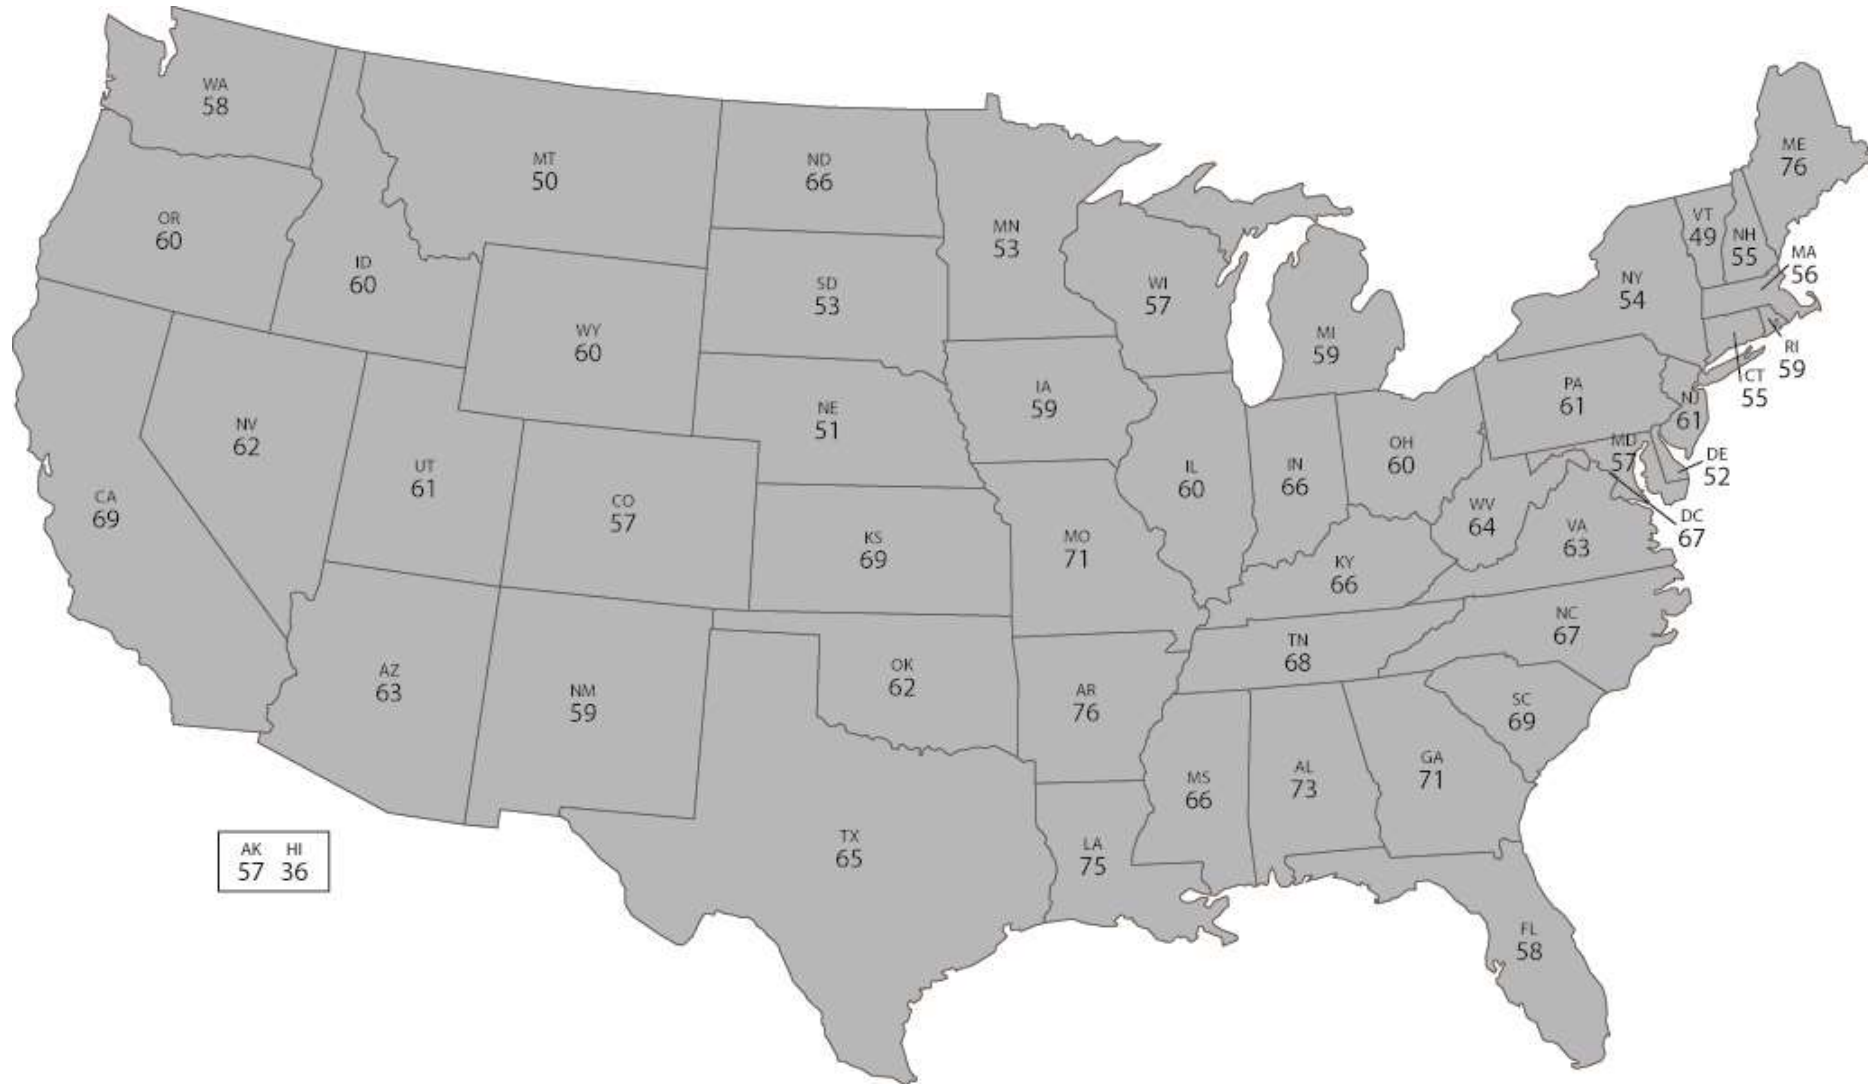 WA
58
MT
50
ND
66
ME
76
OR
60
ID
60
MN
53
VT
49
NH
55
MA
56
SD
53
WI
57
NY
54
WY
60
MI
59
RI
59
CT
55
NE
51
IA
59
PA
61
NJ
61
NV
62
UT
61
OH
60
MD
57
DE
52
CA
69
CO
57
IL
60
IN
66
WV
64
DC
67
KS
69
MO
71
VA
63
KY
66
NC
67
TN
68
AZ
63
NM
59
OK
62
AR
76
SC
69
MS
66
AL
73
GA
71
TX
65
LA
75
AK HI
57 36
FL
58